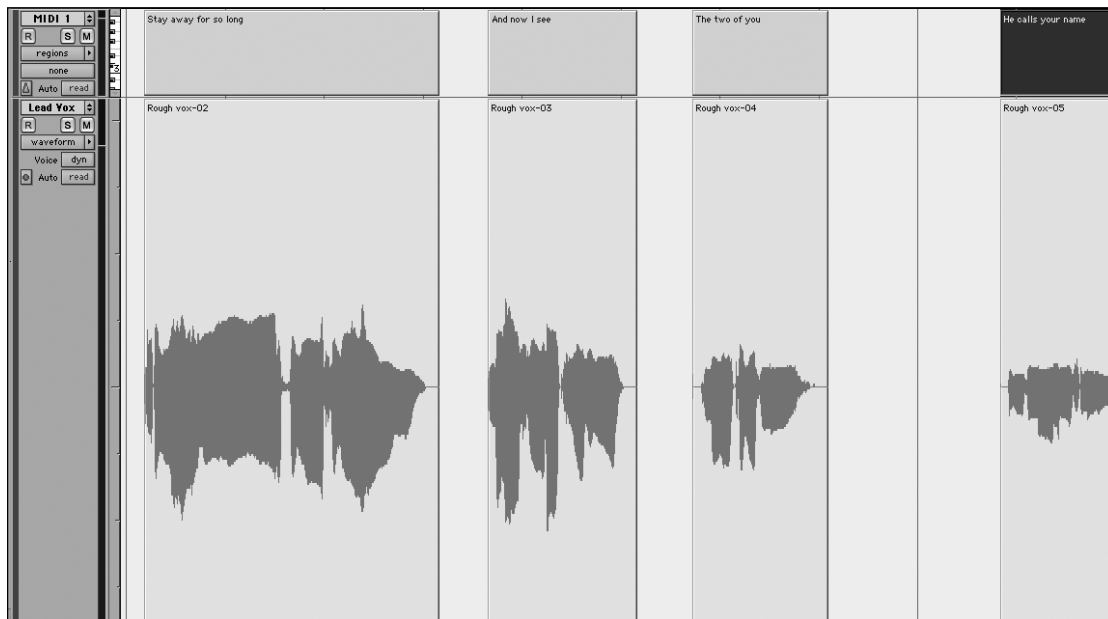 MIDI 1
Stay away for so long
And now I see
The two of you
He calls your name
R S M
regions
none
3
Auto read
Lead Vox
Rough vox-02
Rough vox-03
Rough vox-04
Rough vox-05
R S M
waveform
Voice dyn
Auto read